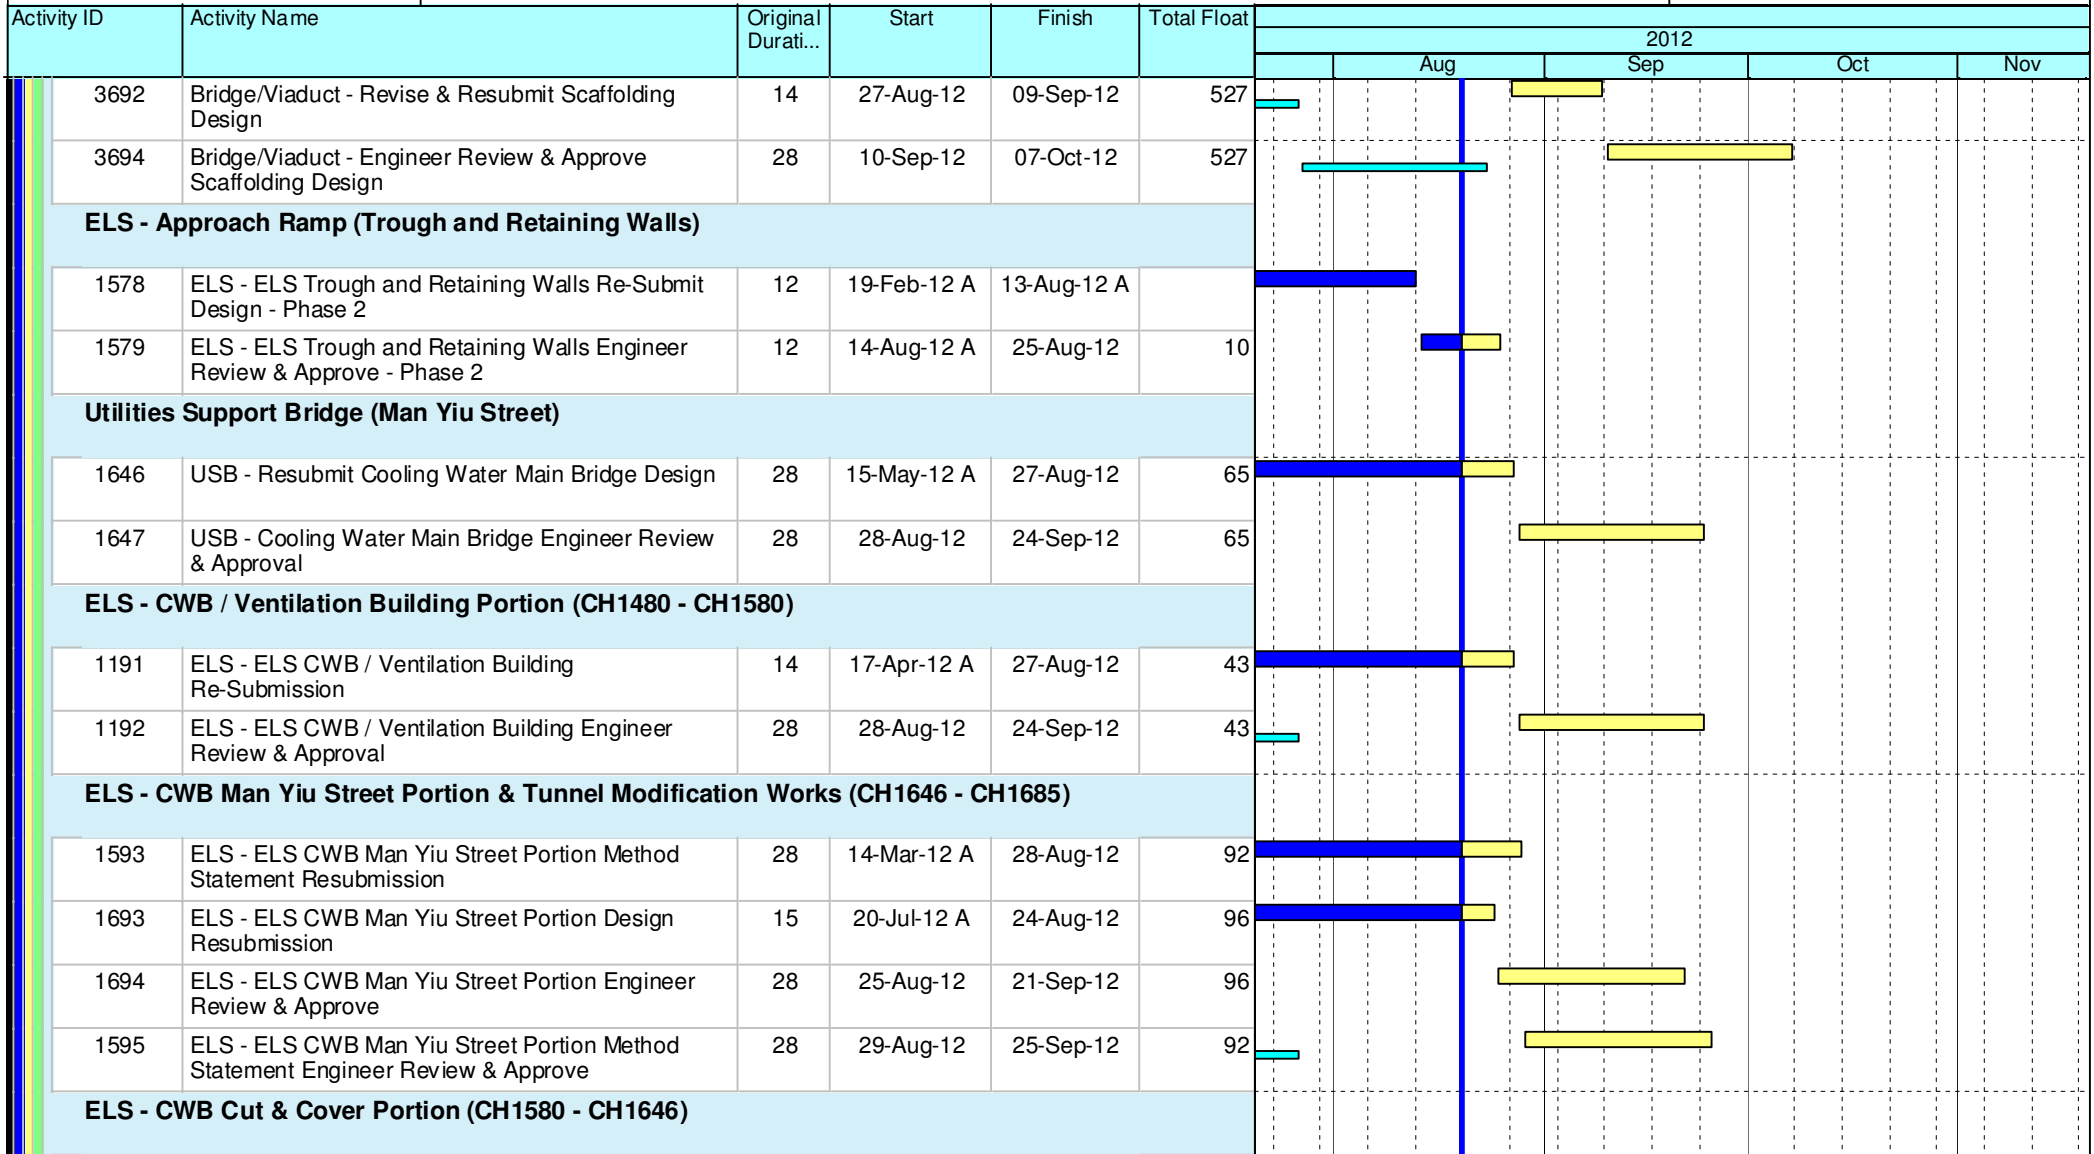 Activity ID Activity Name Original Start Finish Total Float
Durati...
2012
Aug Sep Oct Nov
3692 Bridge/Viaduct - Revise & Resubmit Scaffolding 14 27-Aug-12 09-Sep-12 527
Design
3694 Bridge/Viaduct - Engineer Review & Approve 28 10-Sep-12 07-Oct-12 527
Scaffolding Design
ELS - Approach Ramp (Trough and Retaining Walls)
1578 ELS - ELS Trough and Retaining Walls Re-Submit 12 19-Feb-12 A 13-Aug-12 A
Design - Phase 2
1579 ELS - ELS Trough and Retaining Walls Engineer 12 14-Aug-12 A 25-Aug-12 10
Review & Approve - Phase 2
Utilities Support Bridge (Man Yiu Street)
1646 USB - Resubmit Cooling Water Main Bridge Design 28 15-May-12 A 27-Aug-12 65
1647 USB - Cooling Water Main Bridge Engineer Review 28 28-Aug-12 24-Sep-12 65
& Approval
ELS - CWB / Ventilation Building Portion (CH1480 - CH1580)
1191 ELS - ELS CWB / Ventilation Building 14 17-Apr-12 A 27-Aug-12 43
Re-Submission
1192 ELS - ELS CWB / Ventilation Building Engineer 28 28-Aug-12 24-Sep-12 43
Review & Approval
ELS - CWB Man Yiu Street Portion & Tunnel Modification Works (CH1646 - CH1685)
1593 ELS - ELS CWB Man Yiu Street Portion Method 28 14-Mar-12 A 28-Aug-12 92
Statement Resubmission
1693 ELS - ELS CWB Man Yiu Street Portion Design 15 20-Jul-12 A 24-Aug-12 96
Resubmission
1694 ELS - ELS CWB Man Yiu Street Portion Engineer 28 25-Aug-12 21-Sep-12 96
Review & Approve
1595 ELS - ELS CWB Man Yiu Street Portion Method 28 29-Aug-12 25-Sep-12 92
Statement Engineer Review & Approve
ELS - CWB Cut & Cover Portion (CH1580 - CH1646)